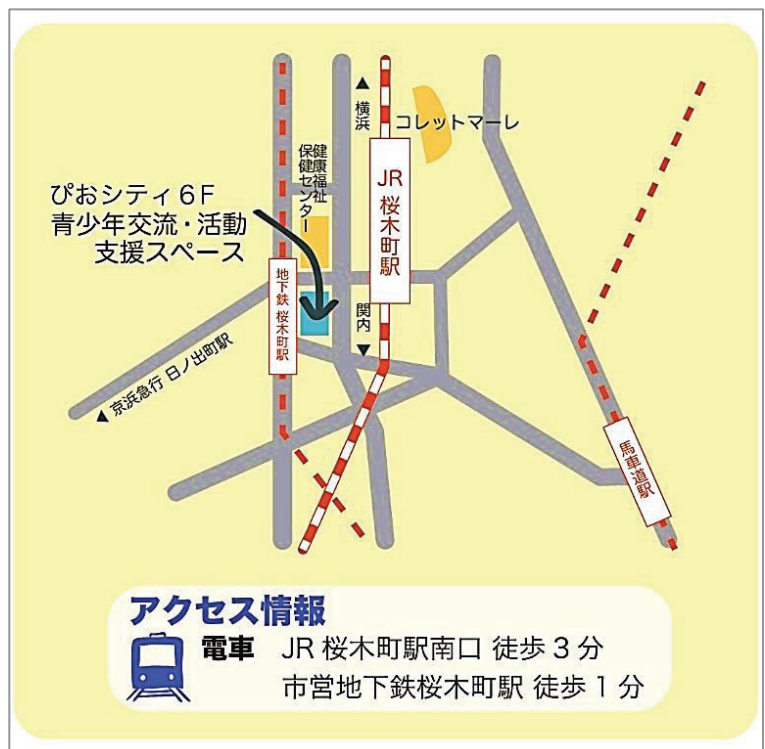 ▲
横浜
コレットマーレ
健康福祉
保健センター
JR 桜木町駅
ぴおシティ 6F
青少年交流・活動
支援スペース
地下鉄 桜木町駅
関内
▼
▲ 京浜急行 日ノ出町駅
馬車道駅
アクセス情報
電車 JR 桜木町駅南口 徒歩 3 分
市営地下鉄桜木町駅 徒歩 1 分